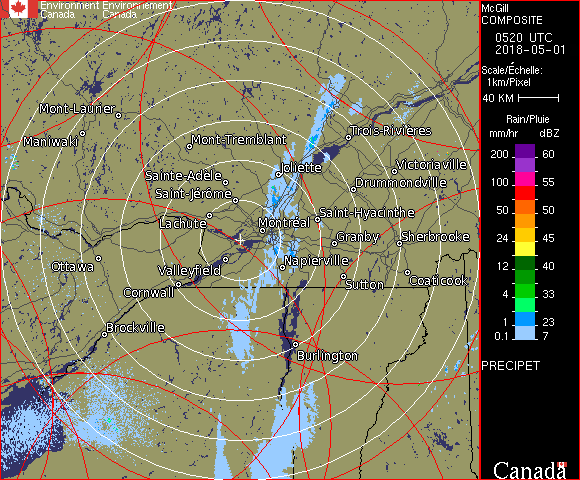 Environment Environnement
Canada Canada
McGill
COMPOSITE
0520 UTC
2018-05-01
Scale/Échelle:
1km/Pixel
40 KM
Rain/Pluie
mm/hr dBZ
200 60
150 57
100 55
50 50
24 45
12 40
4 33
1 23
0.1 7
PRECIPET
Canada
Mont-Laurier
Maniwaki
Mont-Tremblant
Trois-Rivières
Sainte-Adèle
Joliette
Victoriaville
Saint-Jérôme
Drummondville
Lachute
Montréal
Saint-Hyacinthe
Granby
Sherbrooke
Ottawa
Valleyfield
Napierville
Cornwall
Sutton
Coaticook
Brockville
Burlington